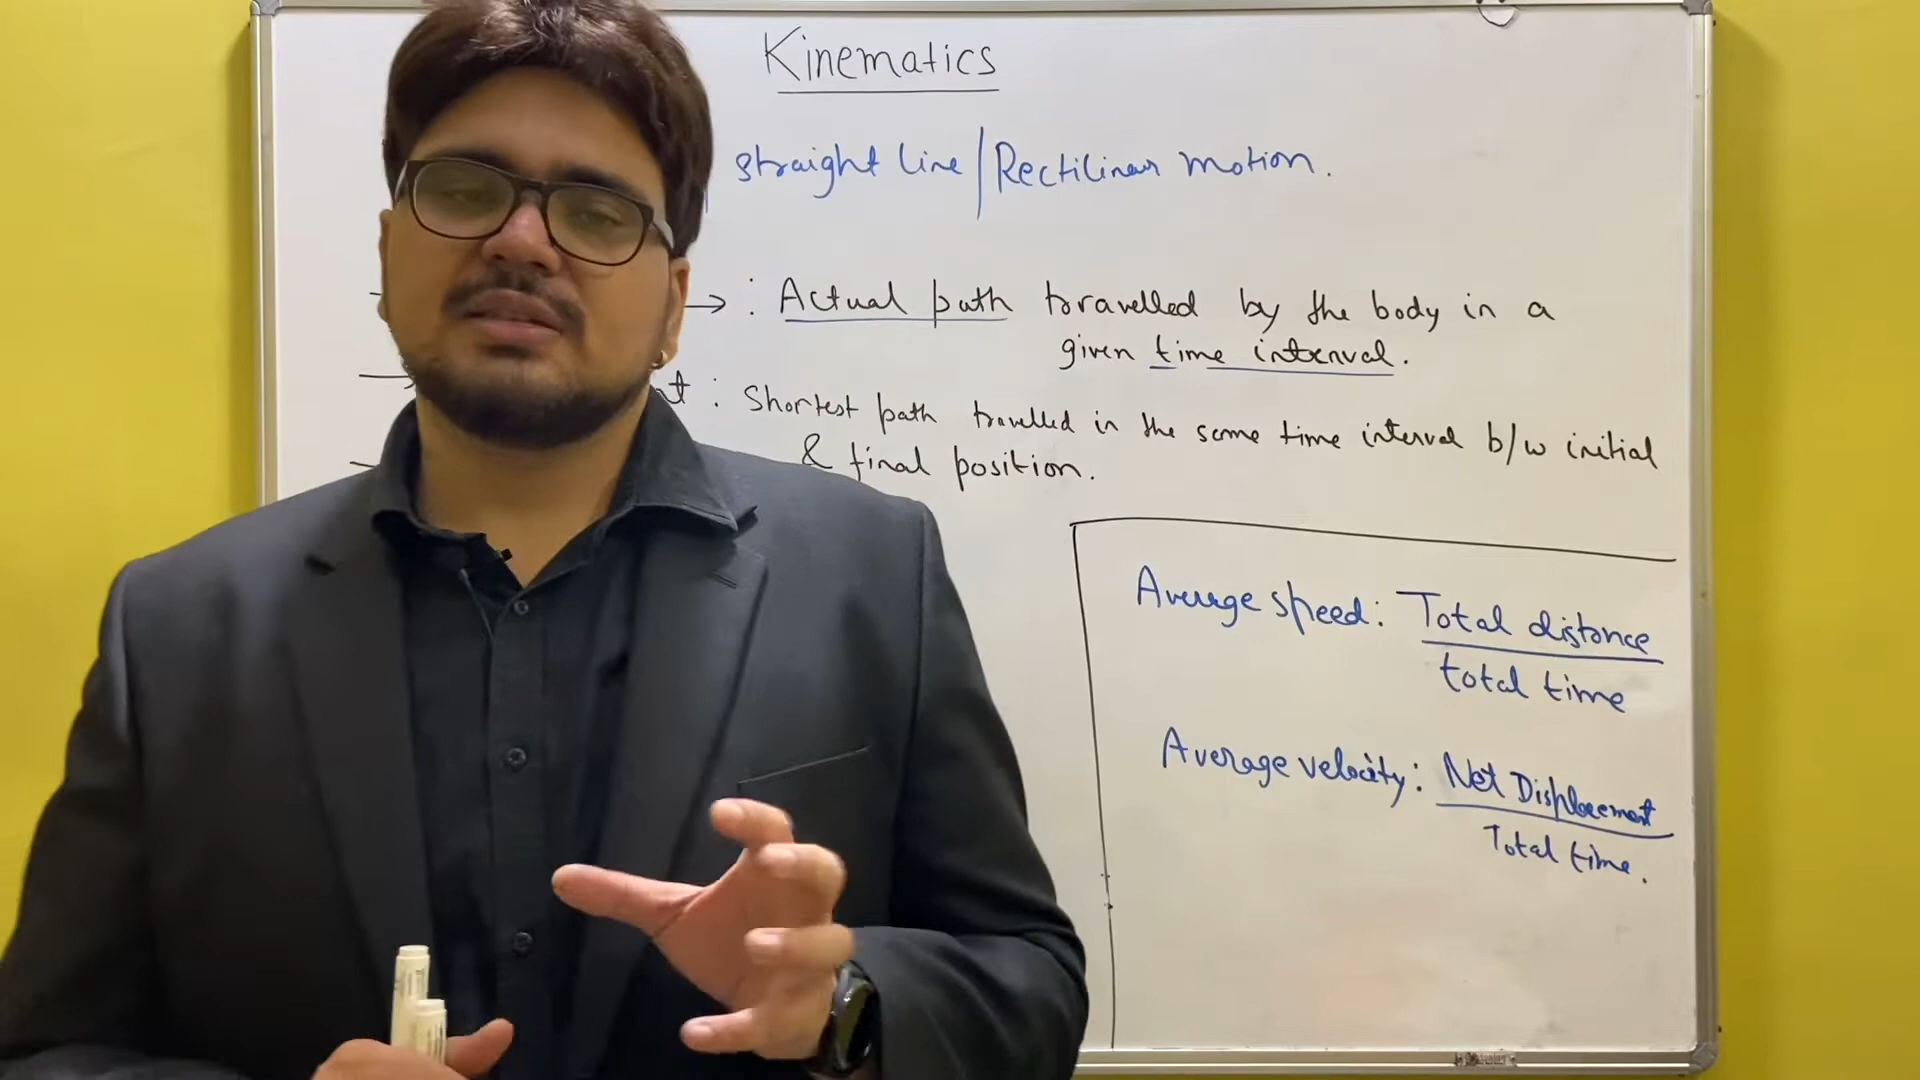 Kinematics
straight line/Rectilinear motion.
→ : Actual path travelled by the body in a
given time interval.
nt : Shortest path travelled in the same time interval b/w initial
& final position.
Average speed: Total distance
total time
Average velocity: Net Displacement
Total time.